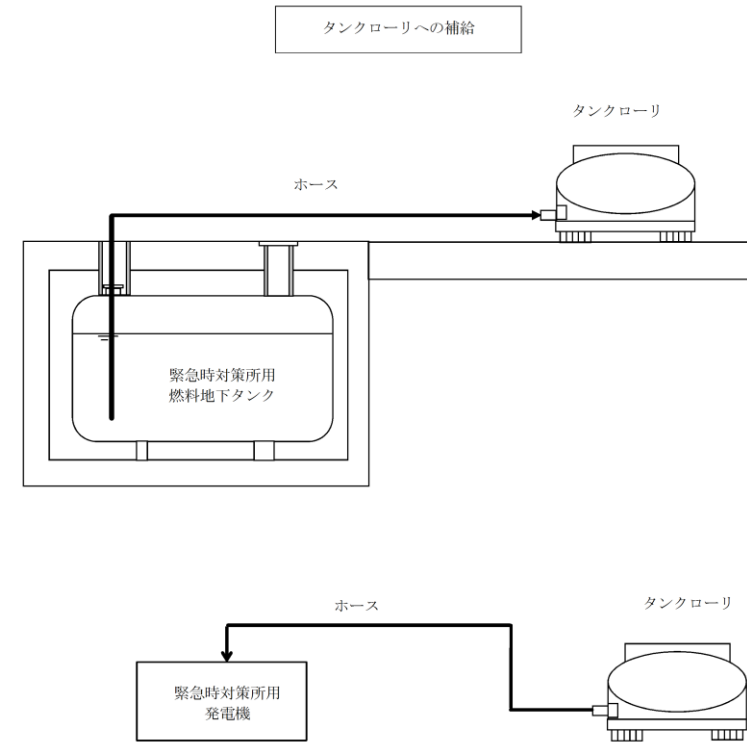 タンクローリへの補給
タンクローリ
ホース
緊急時対策所用
燃料地下タンク
ホース
タンクローリ
緊急時対策所用
発電機